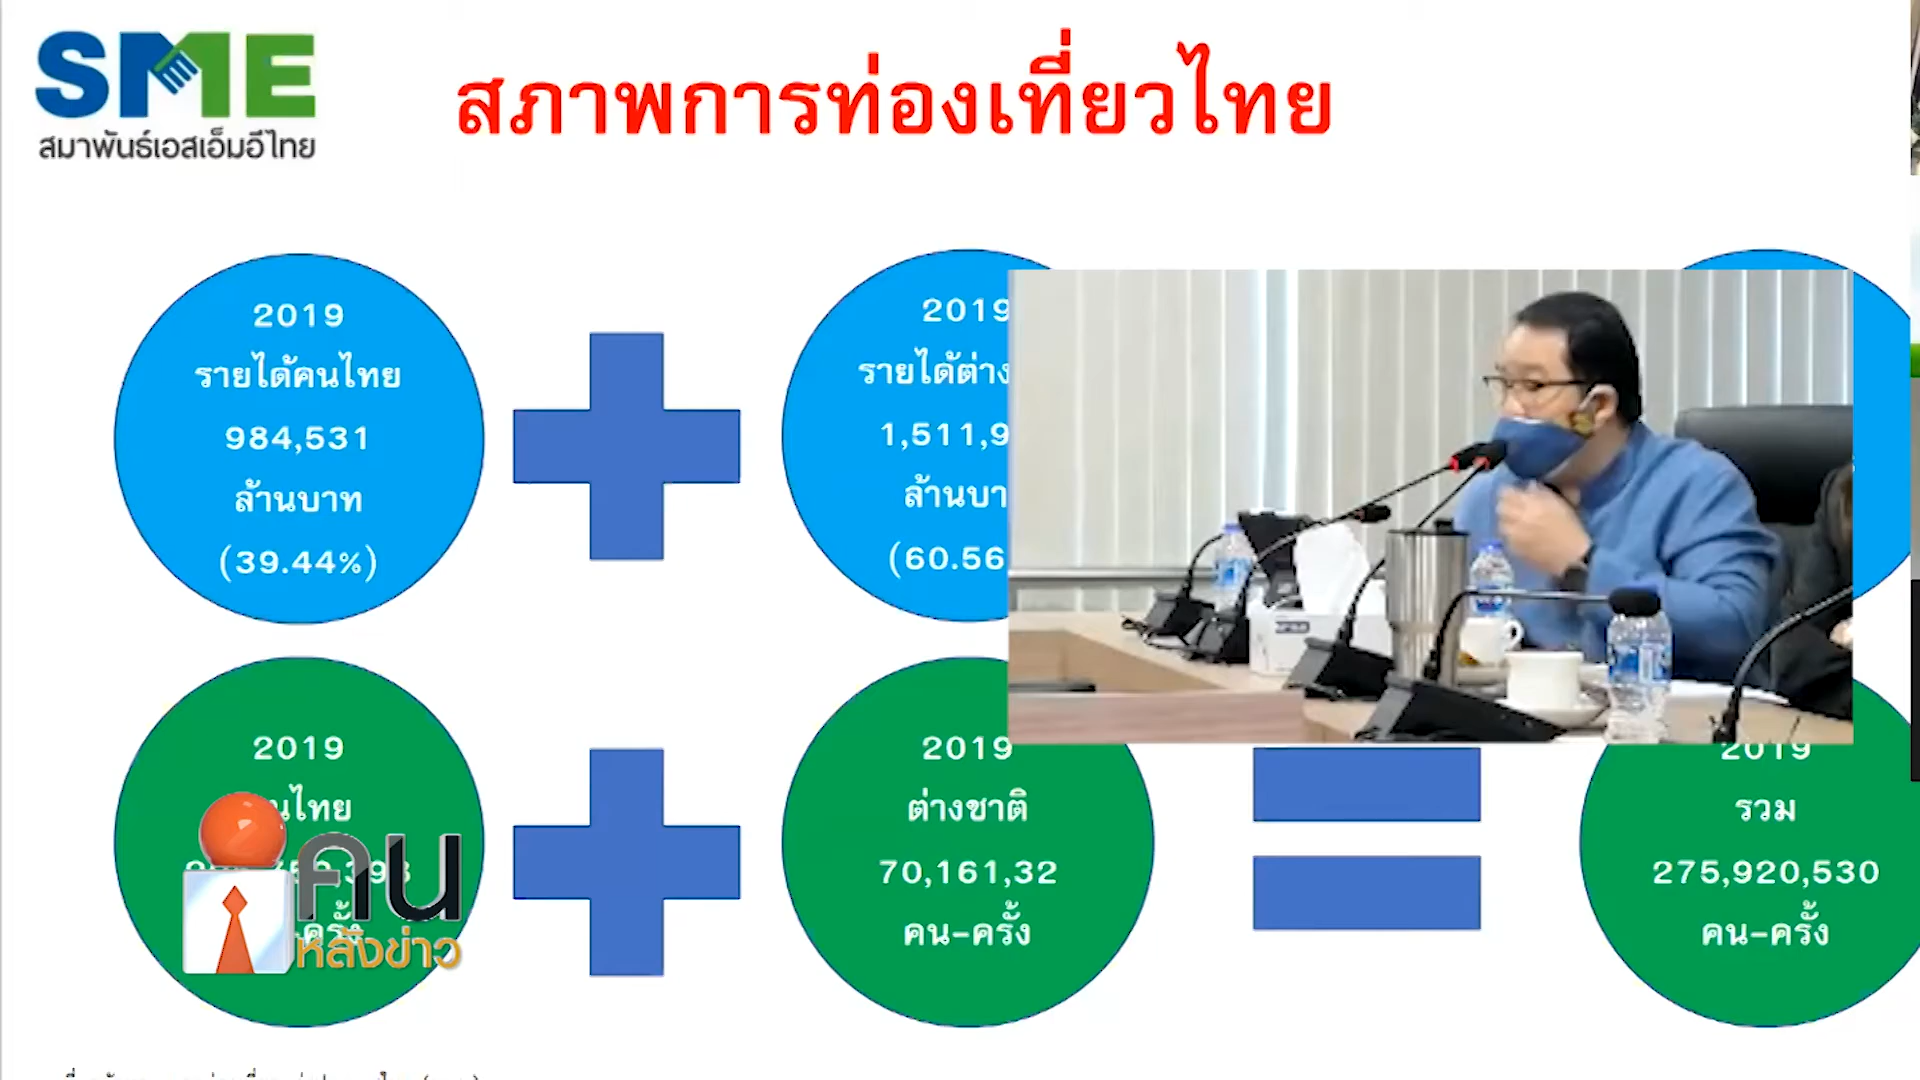 SME
สมาพันธ์เอสเอ็มอีไทย
สภาพการท่องเที่ยวไทย
2019
รายได้คนไทย
984,531
ล้านบาท
(39.44%)
2019
รายได้ต่าง
1,511,9
ล้านบา
(60.56
2019
2019
ต่างชาติ
70,161,32
คน-ครั้ง
2019
รวม
275,920,530
คน-ครั้ง
คน
หลังข่าว